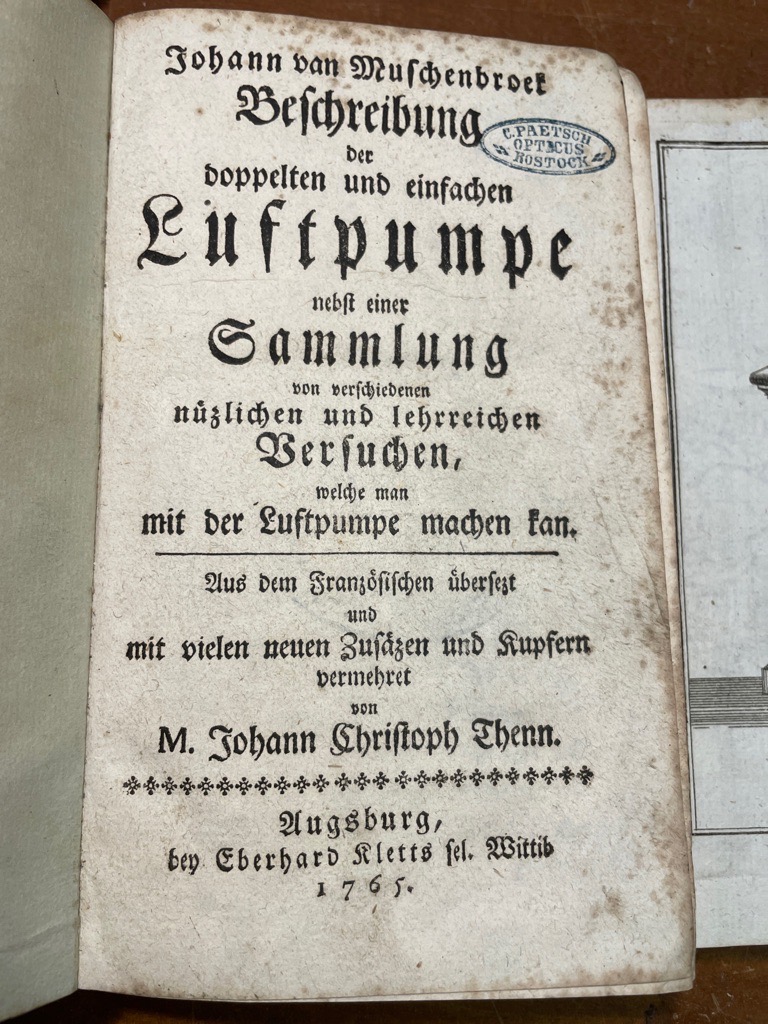 Johann van Muſchenbroek
Beſchreibung
C. PAETSCH
OPTICUS
ROSTOCK
der
doppelten und einfachen
Luftpumpe
nebſt einer
Sammlung
von verſchiedenen
nüzlichen und lehrreichen
Verſuchen,
welche man
mit der Luftpumpe machen kan.
Aus dem Franzöſiſchen überſezt
und
mit vielen neuen Zuſäzen und Kupfern
vermehret
von
M. Johann Chriſtoph Thenn.
Augsburg,
bey Eberhard Kletts ſel. Wittib
1765.